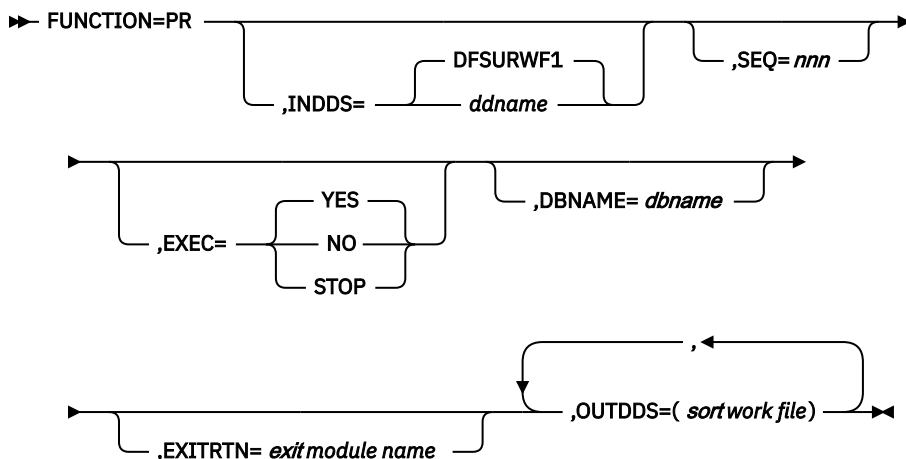 FUNCTION=PR
,INDDS=
DFSURWF1
ddname
,SEQ= nnn
,EXEC=
YES
NO
STOP
,DBNAME= dbname
,EXITRTN= exit module name
,
,OUTDDS=( sort work file)